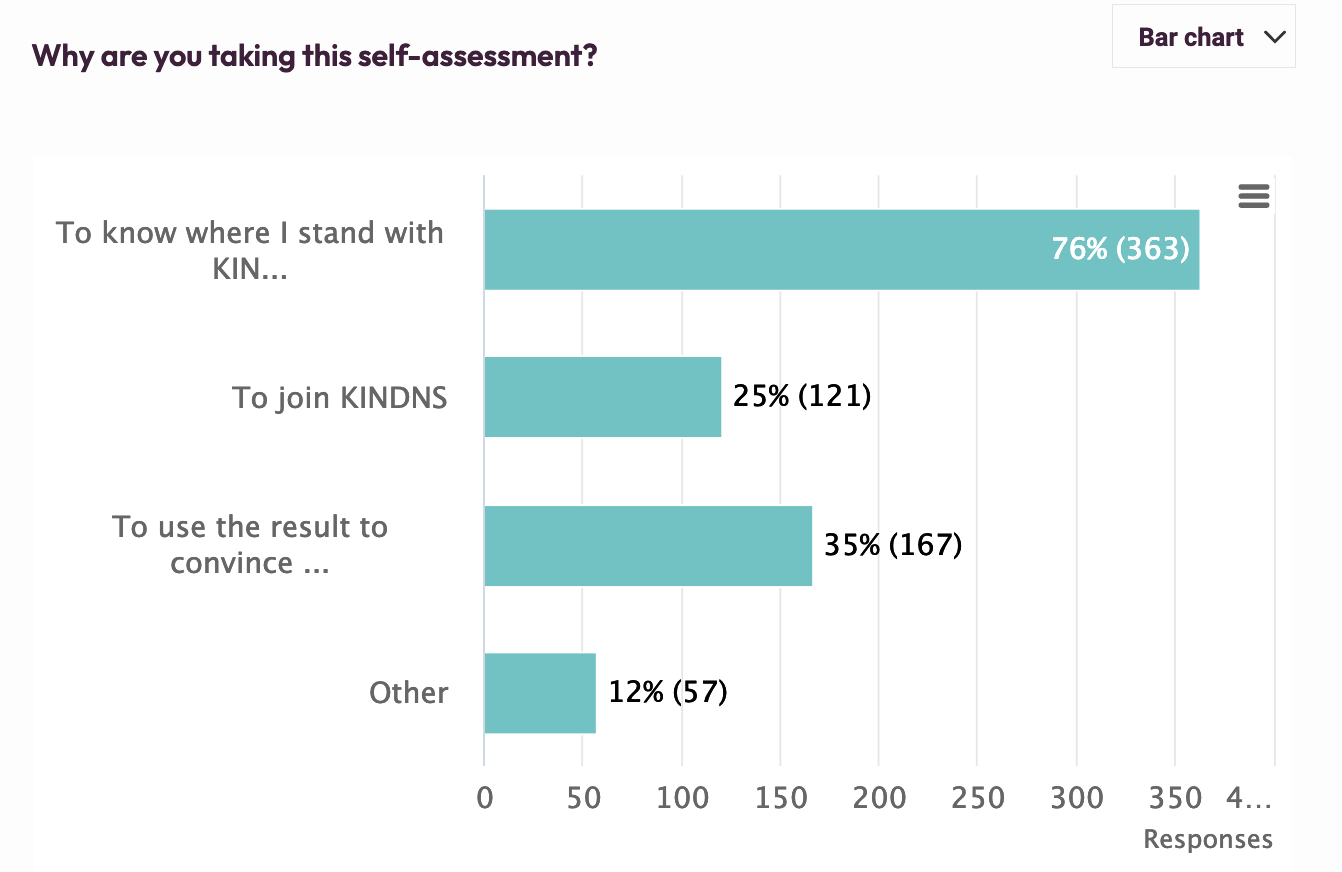 Why are you taking this self-assessment?
Bar chart
To know where I stand with
KIN...
76% (363)
To join KINDNS
25% (121)
To use the result to
convince ...
35% (167)
Other
12% (57)
0 50 100 150 200 250 300 350 4...
Responses